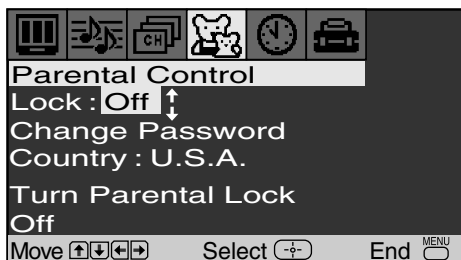 CH
Parental Control
Lock : Off
Change Password
Country : U.S.A.
Turn Parental Lock
Off
Move Select End MENU